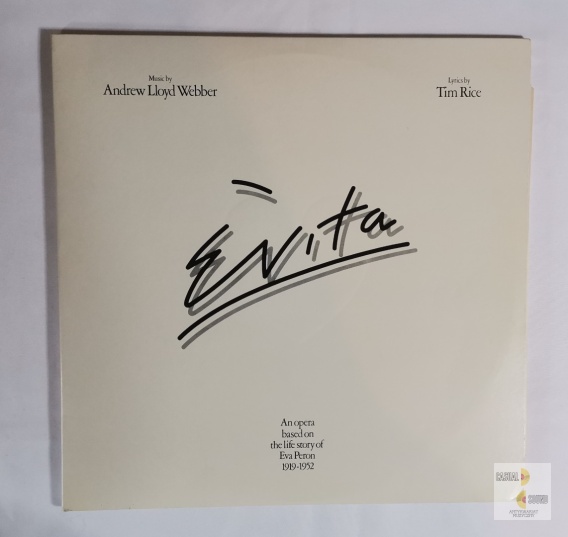 Music by
Andrew Lloyd Webber
Lyrics by
Tim Rice
Evita
An opera
based on
the life story of
Eva Peron
1919-1952